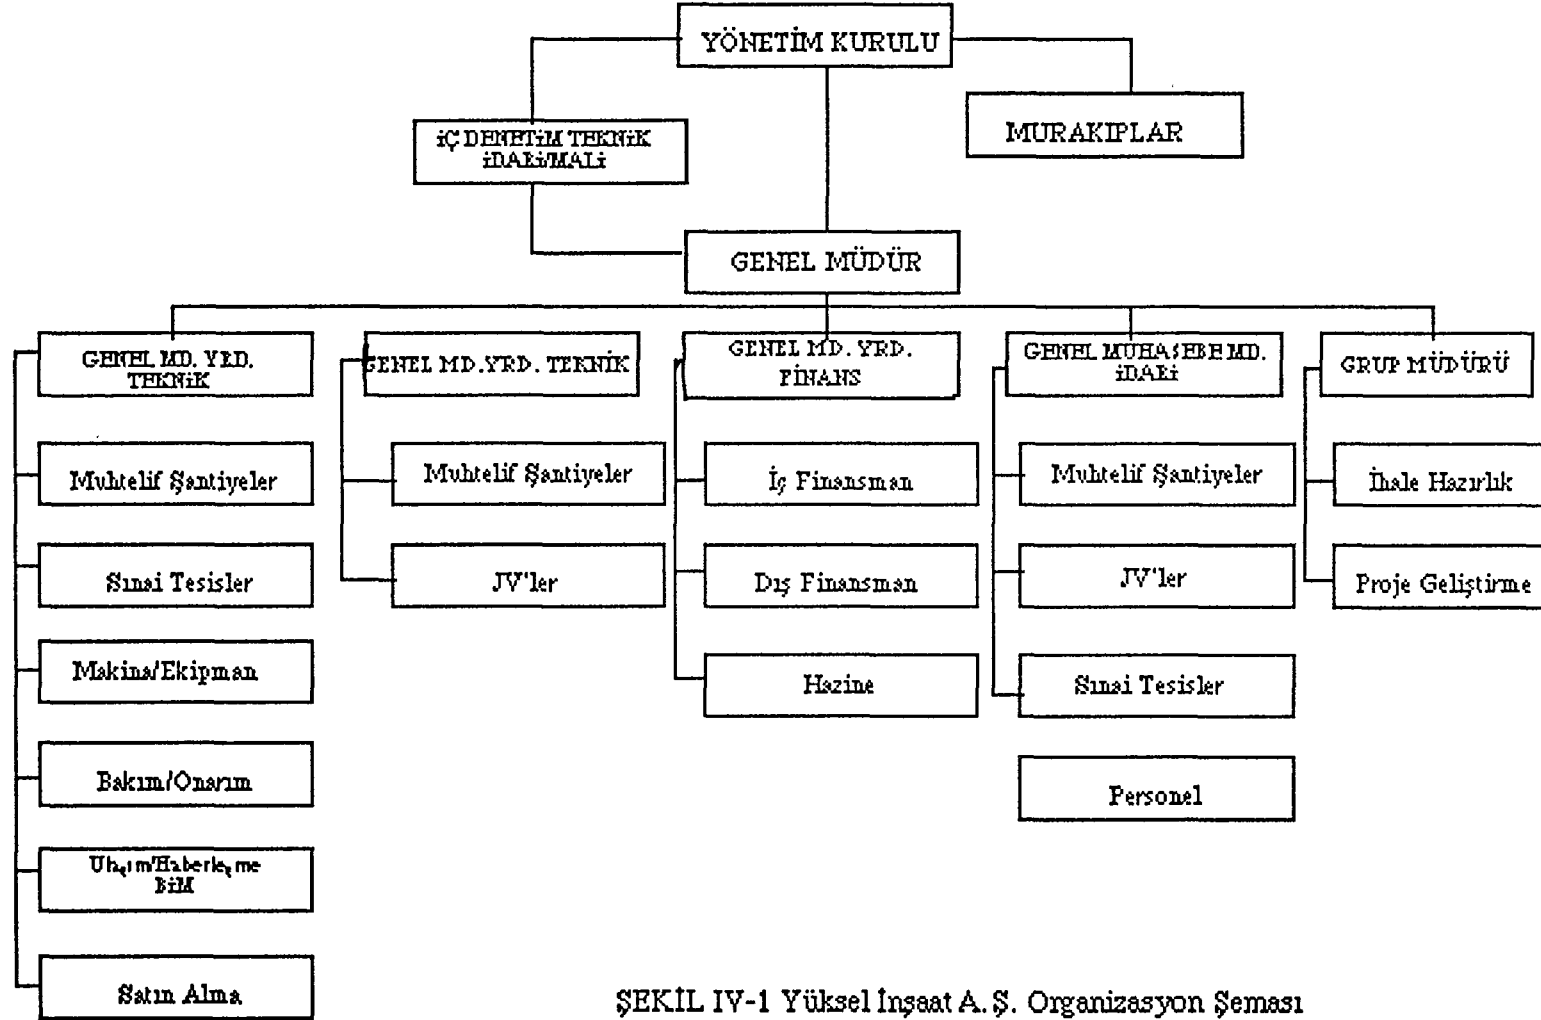 YÖNETİM KURULU
MURAKIPLAR
İÇ DENETİM TEKNİK
İDARİ/MALİ
GENEL MÜDÜR
GENEL MD. YRD.
TEKNİK
GENEL MD.YRD. TEKNİK
GENEL MD. YRD.
FİNANS
GENEL MUHASEBE MD.
İDARİ
GRUP MÜDÜRÜ
Muhtelif Şantiyeler
Sınai Tesisler
Makina/Ekipman
Bakım/Onarım
Ulaşım/Haberleşme
BİM
Satın Alma
Muhtelif Şantiyeler
JV'ler
İç Finansman
Dış Finansman
Hazine
Muhtelif Şantiyeler
JV'ler
Sınai Tesisler
Personel
İhale Hazırlık
Proje Geliştirme
ŞEKİL IV-1 Yüksel İnşaat A.Ş. Organizasyon Şeması